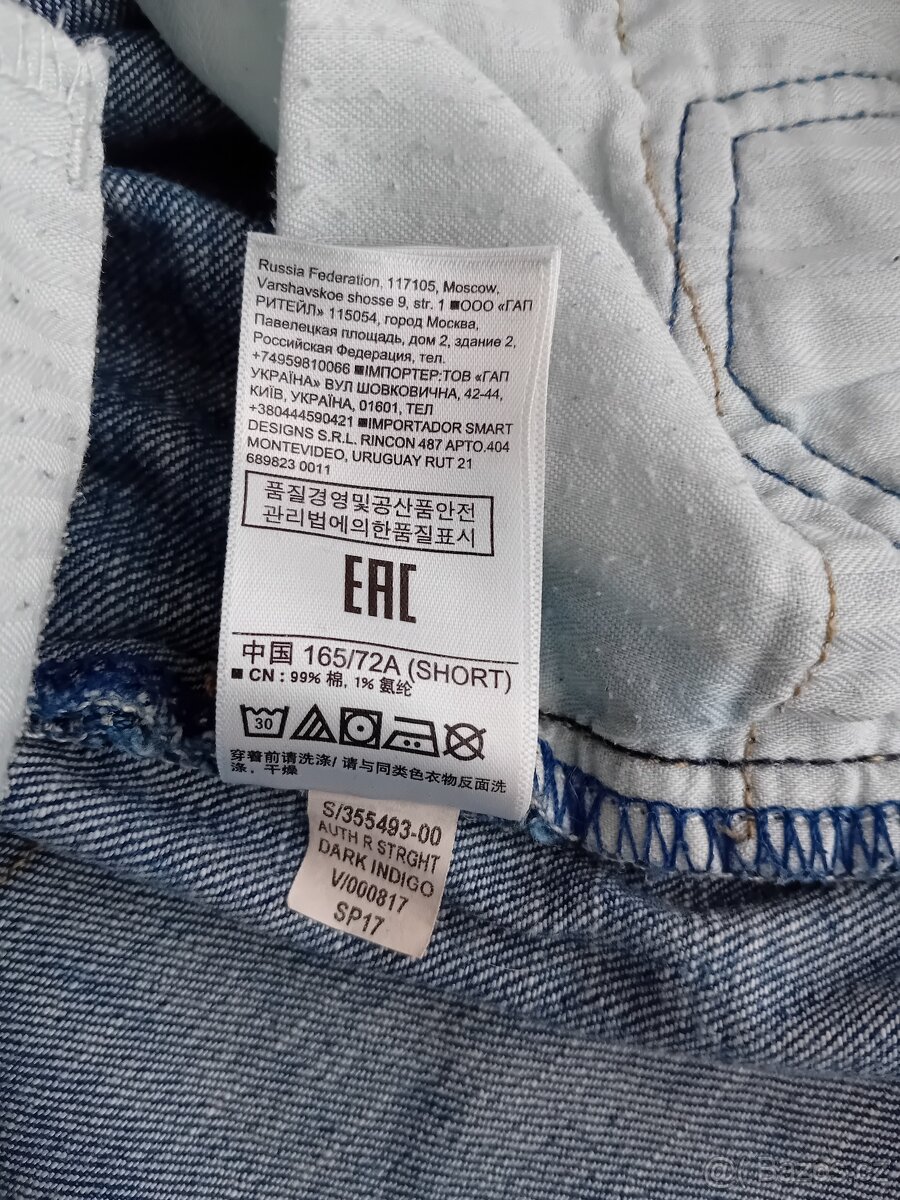 Russia Federation, 117105, Moscow,
Varshavskoe shosse 9, str. 1 ■ООО «ГАП
РИТЕЙЛ» 115054, город Москва,
Павелецкая площадь, дом 2, здание 2,
Российская Федерация, тел.
+74959810066 ■ІМПОРТЕР:ТОВ «ГАП
УКРАЇНА» ВУЛ ШОВКОВИЧНА, 42-44,
КИЇВ, УКРАЇНА, 01601, ТЕЛ
+380444590421 ■IMPORTADOR SMART
DESIGNS S.R.L. RINCON 487 APTO.404
MONTEVIDEO, URUGUAY RUT 21
689823 0011
품질경영및공산품안전
관리법에의한품질표시
EAC
中国 165/72A (SHORT)
■ CN : 99% 棉, 1% 氨纶
30
穿着前请洗涤/ 请与同类色衣物反面洗
涤. 干燥
S/355493-00
AUTH R STRGHT
DARK INDIGO
V/000817
SP17
Bazos.cz